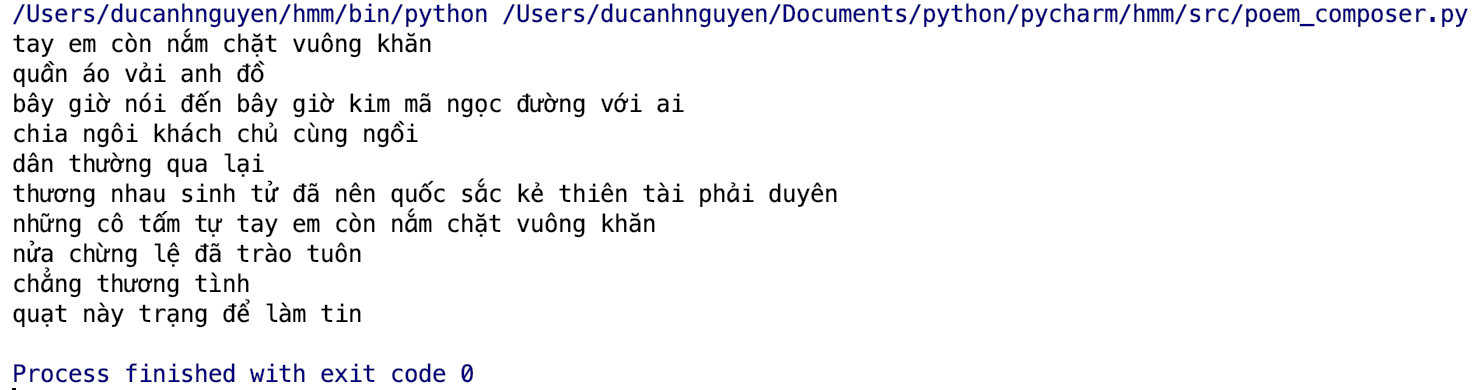 /Users/ducanhnguyen/hmm/bin/python /Users/ducanhnguyen/Documents/python/pycharm/hmm/src/poem_composer.py
tay em còn nắm chặt vuông khăn
quần áo vải anh đồ
bây giờ nói đến bây giờ kim mã ngọc đường với ai
chia ngôi khách chủ cùng ngồi
dân thường qua lại
thương nhau sinh tử đã nên quốc sắc kẻ thiên tài phải duyên
những cô tấm tự tay em còn nắm chặt vuông khăn
nửa chừng lệ đã trào tuôn
chẳng thương tình
quạt này trạng để làm tin
Process finished with exit code 0